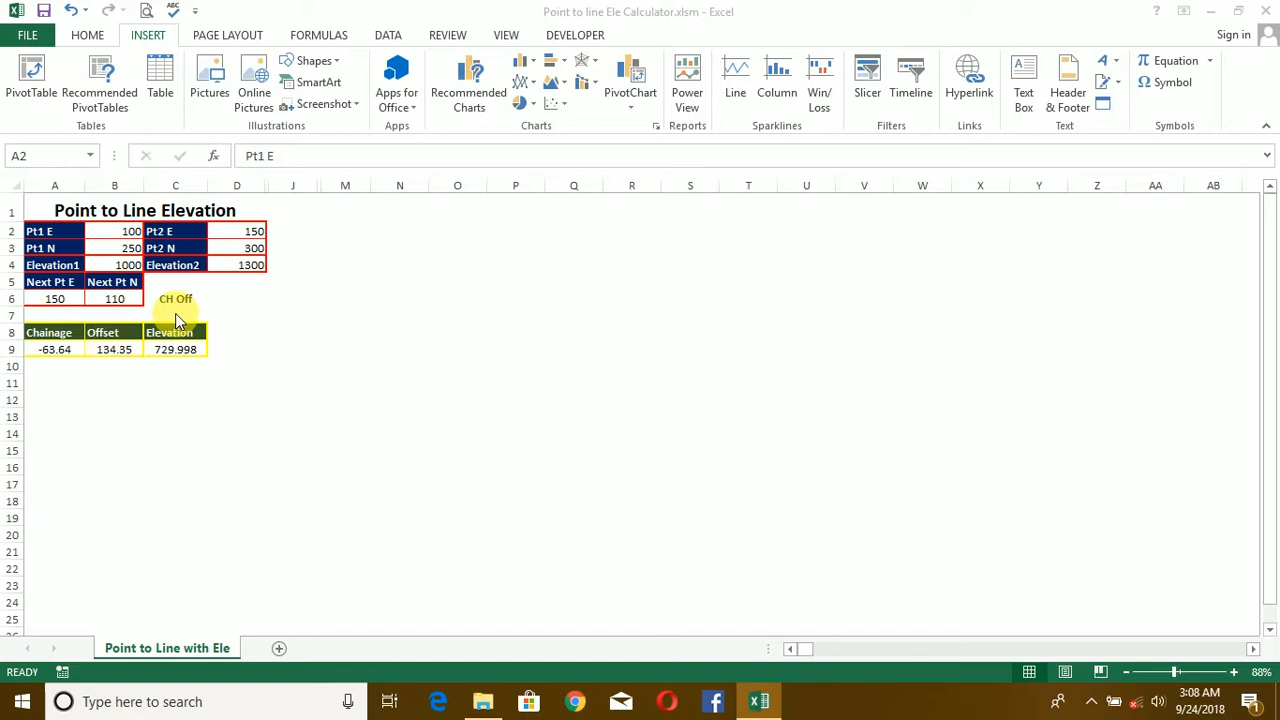 Point to line Ele Calculator.xlsm - Excel
FILE HOME INSERT PAGE LAYOUT FORMULAS DATA REVIEW VIEW DEVELOPER Sign in
PivotTable
Recommended PivotTables
Table
Tables
Pictures
Online Pictures
Shapes
SmartArt
Screenshot
Illustrations
Apps for Office
Apps
Recommended Charts
PivotChart
Charts
Power View
Reports
Line
Column
Win/Loss
Sparklines
Slicer
Timeline
Filters
Hyperlink
Links
Text Box
Header & Footer
Text
Equation
Symbol
Symbols
A2 fx Pt1 E
A B C D J M N O P Q R S T U V W X Y Z AA AB
1 Point to Line Elevation
2 Pt1 E 100 Pt2 E 150
3 Pt1 N 250 Pt2 N 300
4 Elevation1 1000 Elevation2 1300
5 Next Pt E Next Pt N
6 150 110 CH Off
7
8 Chainage Offset Elevation
9 -63.64 134.35 729.998
10
11
12
13
14
15
16
17
18
19
20
21
22
23
24
25
Point to Line with Ele
READY 88%
Type here to search
3:08 AM
9/24/2018